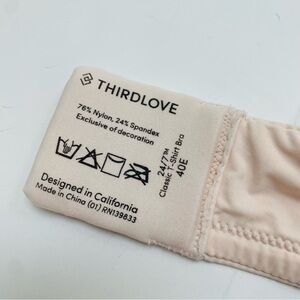 THIRDLOVE
76% Nylon, 24% Spandex
Exclusive of decoration
24/7™
Classic T-Shirt Bra
40E
Designed in California
Made in China (01) RN139833